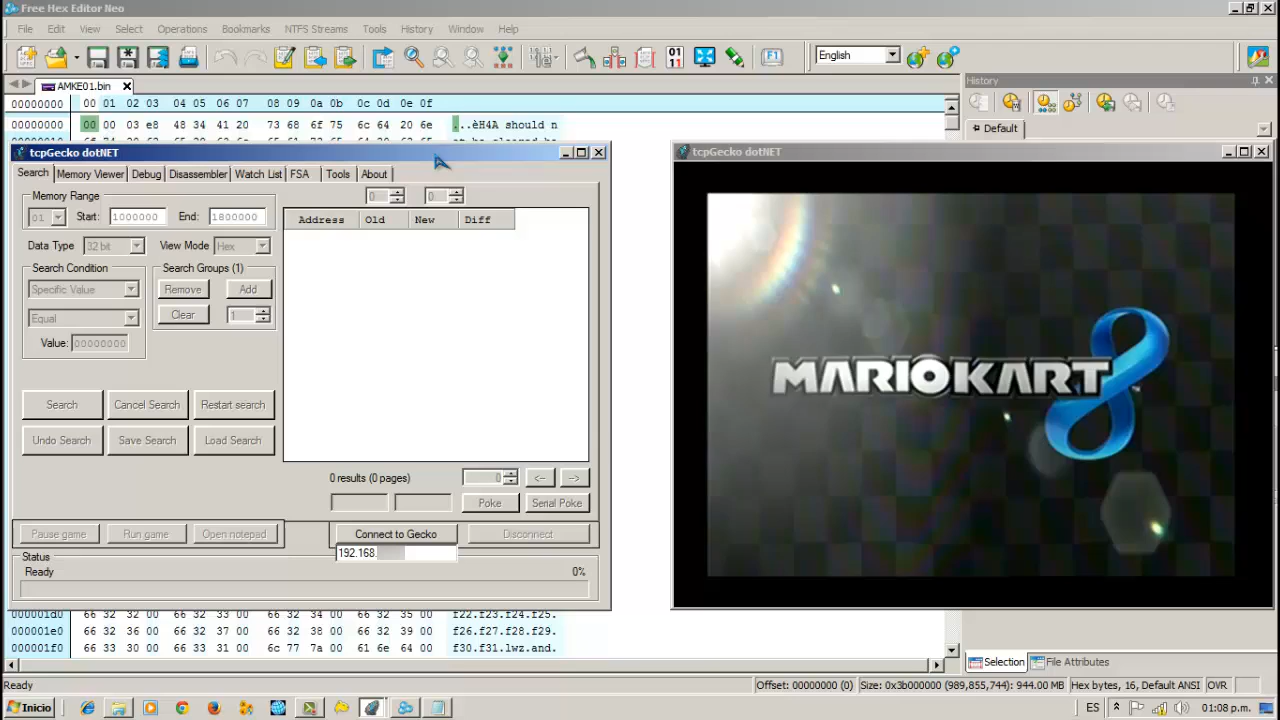 Free Hex Editor Neo
File Edit View Select Operations Bookmarks NTFS Streams Tools History Window Help
English
AMKE01.bin
History
00000000 00 01 02 03 04 05 06 07 08 09 0a 0b 0c 0d 0e 0f
00000000 00 00 03 e8 48 34 41 20 73 68 6f 75 6c 64 20 6e ...èH4A should n
Default
tcpGecko dotNET
Search Memory Viewer Debug Disassembler Watch List FSA Tools About
Memory Range
01 Start: 1000000 End: 1800000
0 0
Address Old New Diff
Data Type 32 bit View Mode Hex
Search Condition
Specific Value
Equal
Value: 00000000
Search Groups (1)
Remove Add
Clear 1
Search Cancel Search Restart search
Undo Search Save Search Load Search
0 results (0 pages) 0 <- ->
Poke Serial Poke
Pause game Run game Open notepad
Connect to Gecko Disconnect
192.168.
Status
Ready 0%
tcpGecko dotNET
MARIOKART 8
TM
000001d0 66 32 32 00 66 32 33 00 66 32 34 00 66 32 35 00 f22.f23.f24.f25.
000001e0 66 32 36 00 66 32 37 00 66 32 38 00 66 32 39 00 f26.f27.f28.f29.
000001f0 66 33 30 00 66 33 31 00 6c 77 7a 00 61 6e 64 00 f30.f31.lwz.and.
Selection File Attributes
Ready Offset: 00000000 (0) Size: 0x3b000000 (989,855,744): 944.00 MB Hex bytes, 16, Default ANSI OVR
Inicio ES 01:08 p.m.